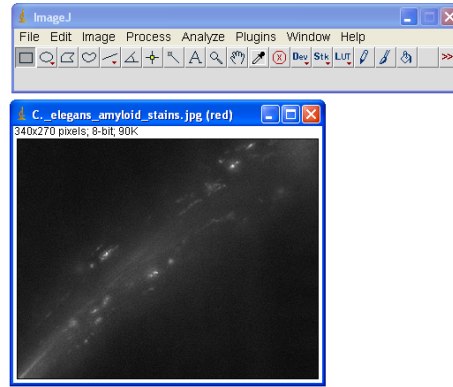 ImageJ
File Edit Image Process Analyze Plugins Window Help
A Dev Stk LUT >>
C._elegans_amyloid_stains.jpg (red)
340x270 pixels; 8-bit; 90K